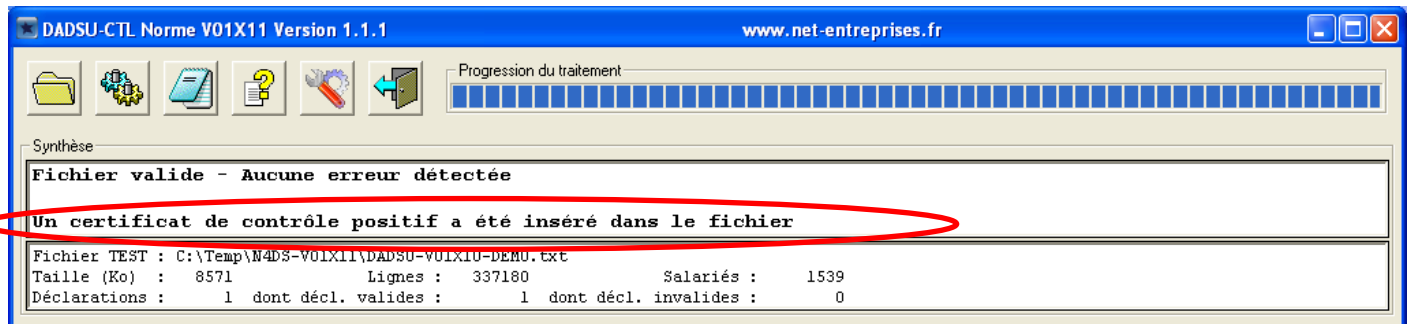 DADSU-CTL Norme V01X11 Version 1.1.1 www.net-entreprises.fr
Progression du traitement
Synthèse
Fichier valide - Aucune erreur détectée
Un certificat de contrôle positif a été inséré dans le fichier
Fichier TEST : C:\Temp\N4DS-V01X11\DADSU-V01X10-DEMO.txt
Taille (Ko) : 8571 Lignes : 337180 Salariés : 1539
Déclarations : 1 dont décl. valides : 1 dont décl. invalides : 0